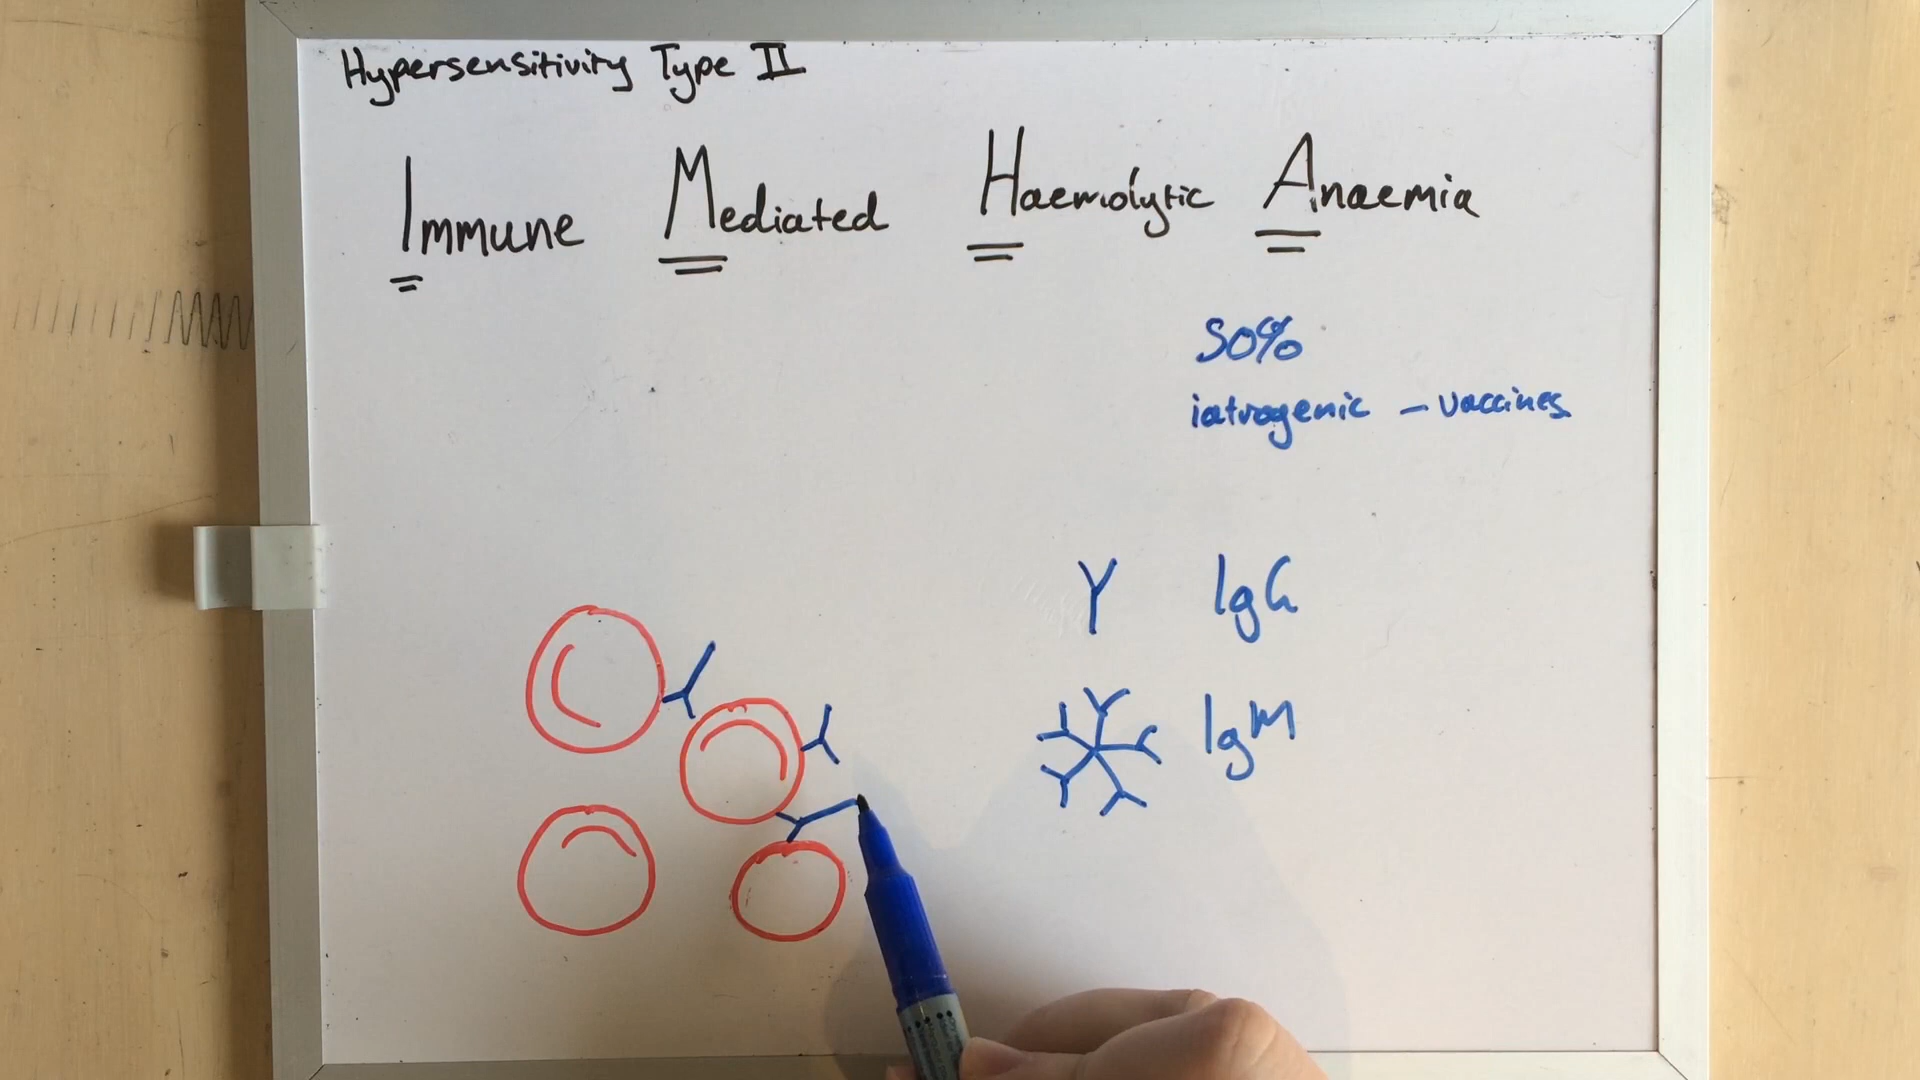 Hypersensitivity Type II
Immune Mediated Haemolytic Anaemia
50%
iatrogenic - vaccines
IgG
IgM